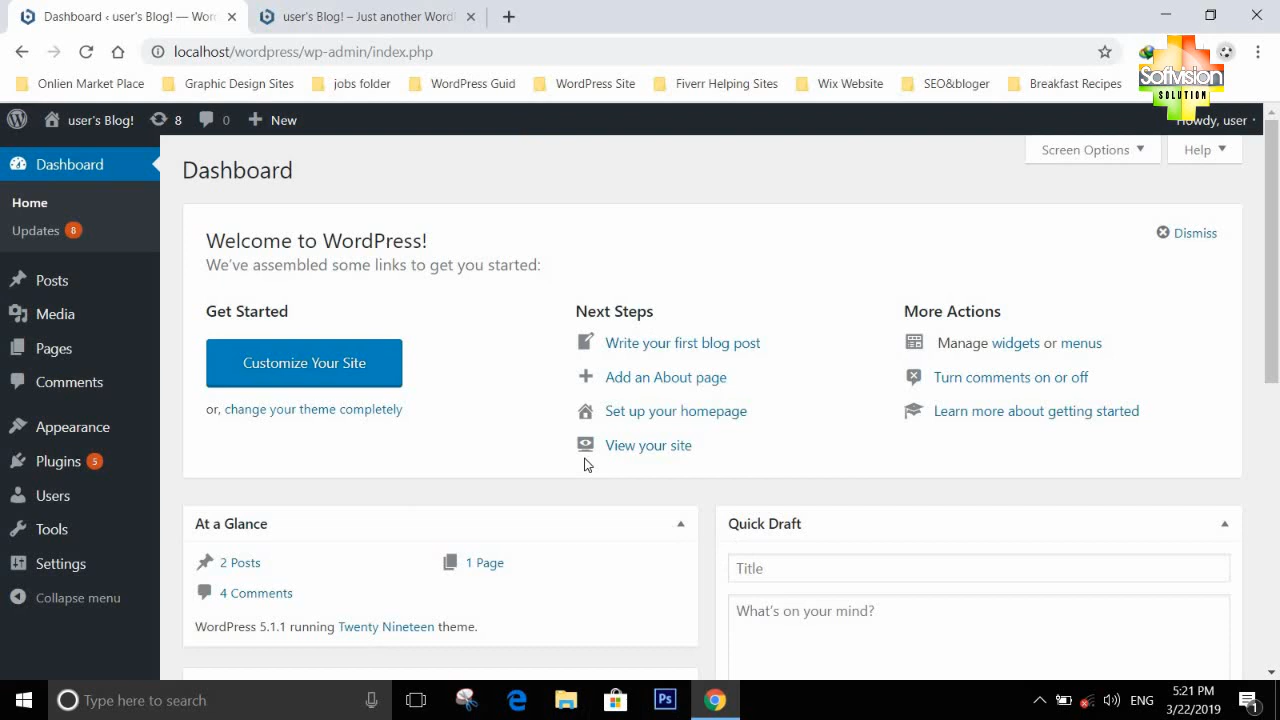 Dashboard ‹ user's Blog! — Wor
user's Blog! – Just another Word
localhost/wordpress/wp-admin/index.php
Onlien Market Place
Graphic Design Sites
jobs folder
WordPress Guid
WordPress Site
Fiverr Helping Sites
Wix Website
SEO&bloger
Breakfast Recipes
Softvision
SOLUTION
user's Blog!
8
0
New
Howdy, user
Dashboard
Home
Updates 8
Posts
Media
Pages
Comments
Appearance
Plugins 5
Users
Tools
Settings
Collapse menu
Screen Options
Help
Dashboard
Welcome to WordPress!
Dismiss
We've assembled some links to get you started:
Get Started
Customize Your Site
or, change your theme completely
Next Steps
Write your first blog post
Add an About page
Set up your homepage
View your site
More Actions
Manage widgets or menus
Turn comments on or off
Learn more about getting started
At a Glance
2 Posts
1 Page
4 Comments
WordPress 5.1.1 running Twenty Nineteen theme.
Quick Draft
Title
What's on your mind?
Type here to search
Ps
ENG
5:21 PM
3/22/2019
1